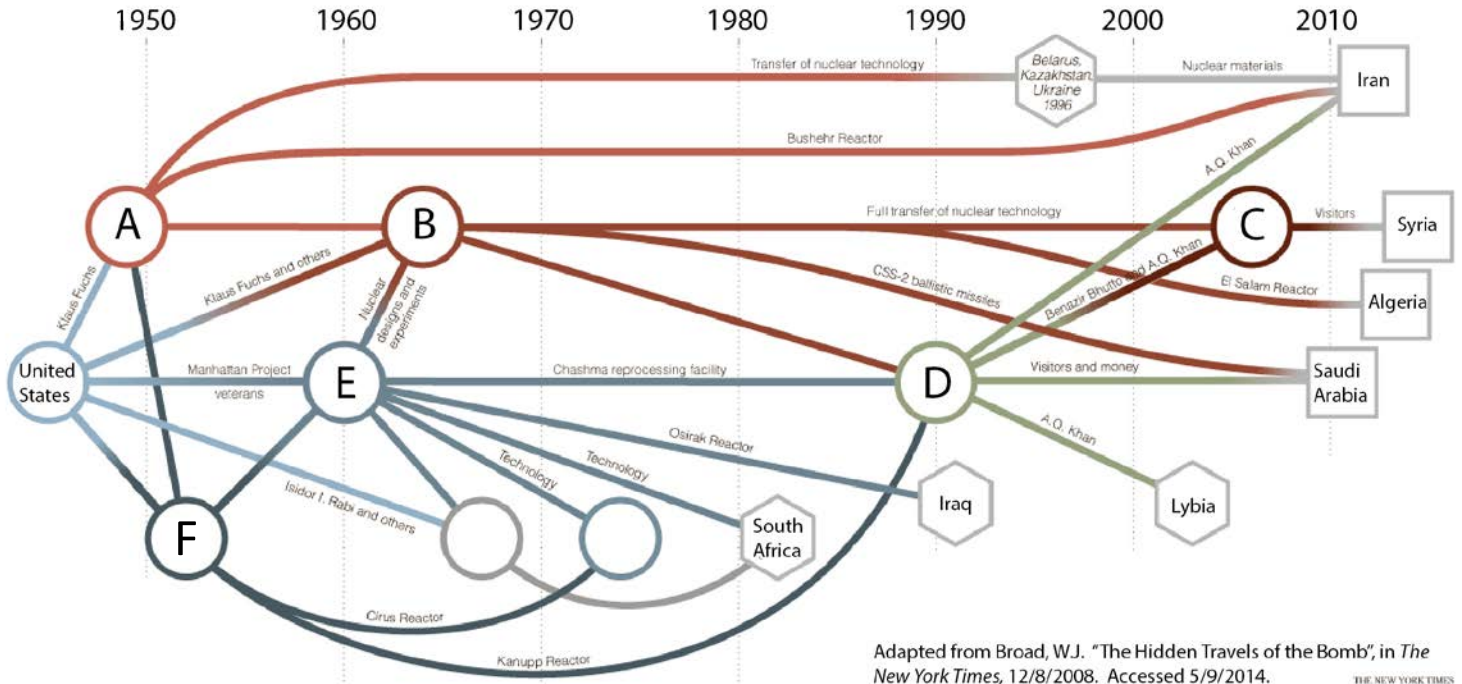 1950 1960 1970 1980 1990 2000 2010
Transfer of nuclear technology
Belarus,
Kazakhstan,
Ukraine
1996
Nuclear materials
Iran
Bushehr Reactor
A.Q. Khan
A
B
Full transfer of nuclear technology
C
Visitors
Syria
Klaus Fuchs
Klaus Fuchs and others
Nuclear
designs and
experiments
CSS-2 ballistic missiles
Benazir Bhutto and A.Q. Khan
El Salam Reactor
Algeria
United
States
Manhattan Project
veterans
E
Chashma reprocessing facility
D
Visitors and money
Saudi
Arabia
Osirak Reactor
A.Q. Khan
Technology
Technology
Isidor I. Rabi and others
Iraq
Lybia
F
South
Africa
Cirus Reactor
Kanupp Reactor
Adapted from Broad, W.J. "The Hidden Travels of the Bomb", in The
New York Times, 12/8/2008. Accessed 5/9/2014.
THE NEW YORK TIMES